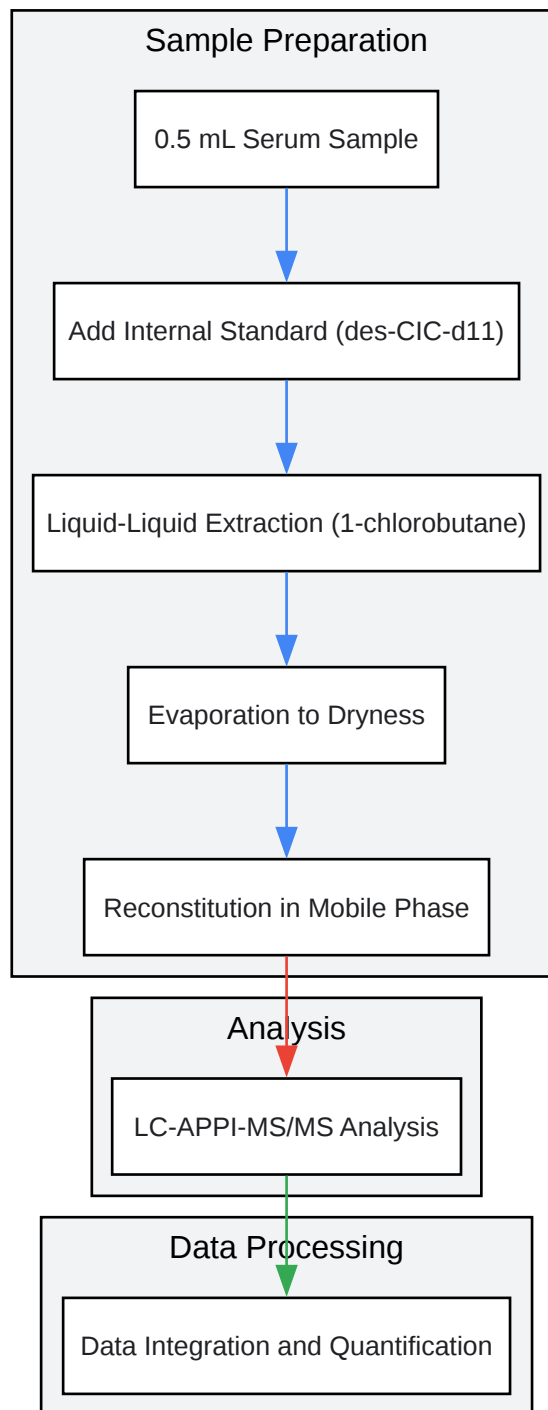 Sample Preparation
0.5 mL Serum Sample
Add Internal Standard (des-CIC-d11)
Liquid-Liquid Extraction (1-chlorobutane)
Evaporation to Dryness
Reconstitution in Mobile Phase
Analysis
LC-APPI-MS/MS Analysis
Data Processing
Data Integration and Quantification